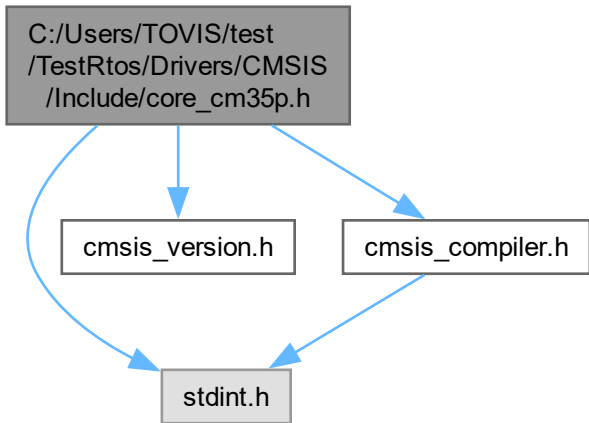 C:/Users/TOVIS/test
/TestRtos/Drivers/CMSIS
/Include/core_cm35p.h
cmsis_version.h
cmsis_compiler.h
stdint.h